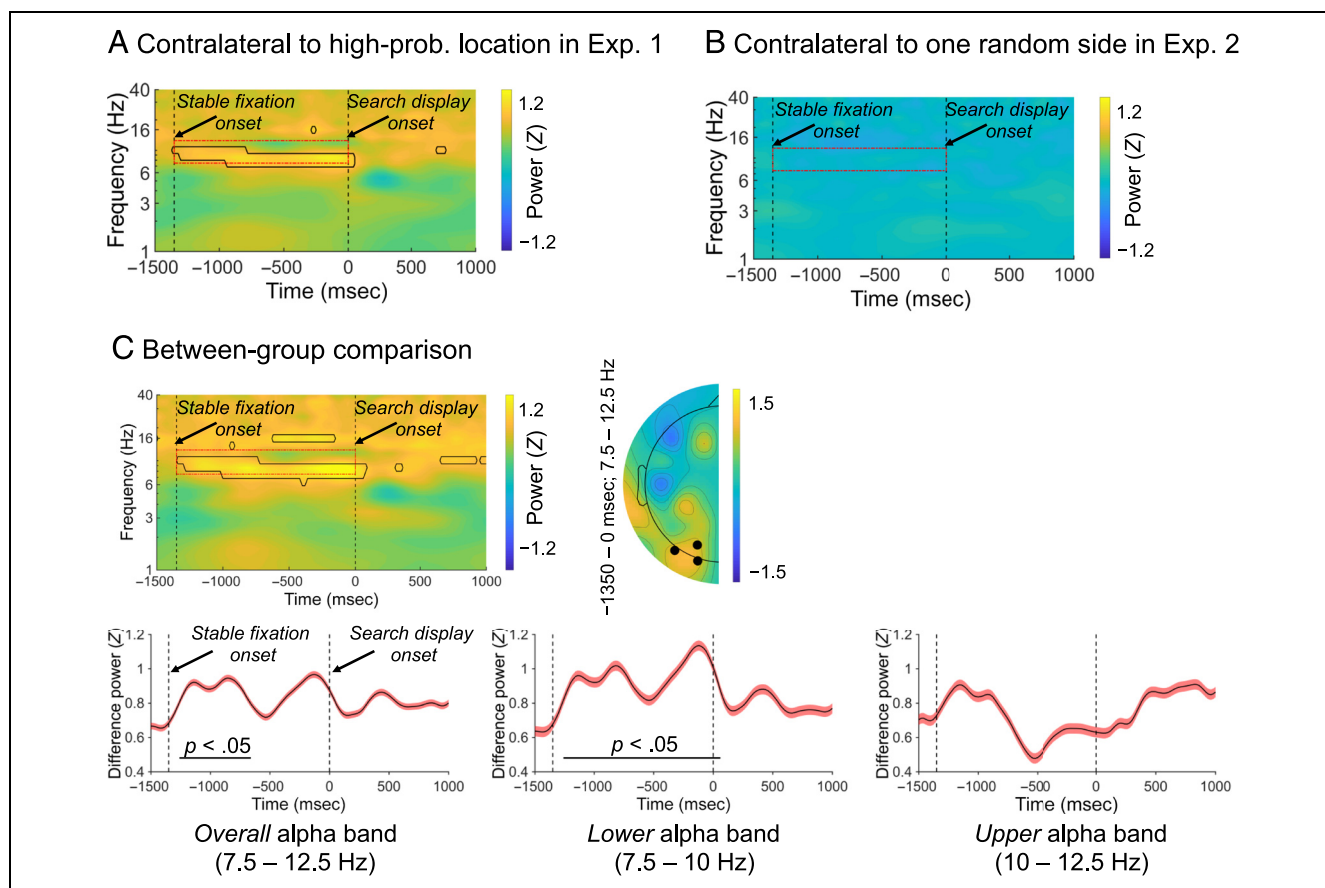 A Contralateral to high-prob. location in Exp. 1
40
16
6
3
1
Frequency (Hz)
Stable fixation
onset
Search display
onset
−1500 −1000 −500 0 500 1000
Time (msec)
1.2
−1.2
Power (Z)
B Contralateral to one random side in Exp. 2
40
16
6
3
1
Frequency (Hz)
Stable fixation
onset
Search display
onset
−1500 −1000 −500 0 500 1000
Time (msec)
1.2
−1.2
Power (Z)
C Between-group comparison
40
16
6
3
1
Frequency (Hz)
Stable fixation
onset
Search display
onset
−1500 −1000 −500 0 500 1000
Time (msec)
1.2
−1.2
Power (Z)
−1350 – 0 msec; 7.5 – 12.5 Hz
1.5
−1.5
1.2
1
0.8
0.6
0.4
Difference power (Z)
Stable fixation
onset
Search display
onset
p < .05
−1500 −1000 −500 0 500 1000
Time (msec)
Overall alpha band
(7.5 – 12.5 Hz)
1.2
1
0.8
0.6
0.4
Difference power (Z)
p < .05
−1500 −1000 −500 0 500 1000
Time (msec)
Lower alpha band
(7.5 – 10 Hz)
1.2
1
0.8
0.6
0.4
Difference power (Z)
−1500 −1000 −500 0 500 1000
Time (msec)
Upper alpha band
(10 – 12.5 Hz)